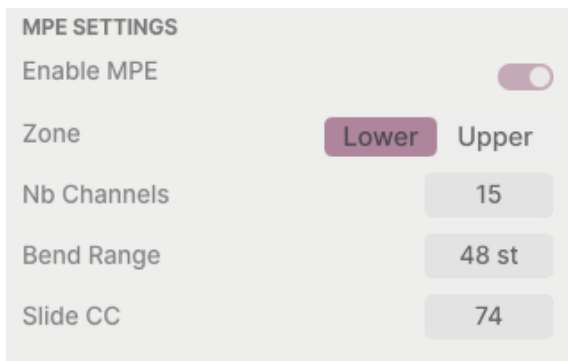 MPE SETTINGS
Enable MPE
Zone Lower Upper
Nb Channels 15
Bend Range 48 st
Slide CC 74